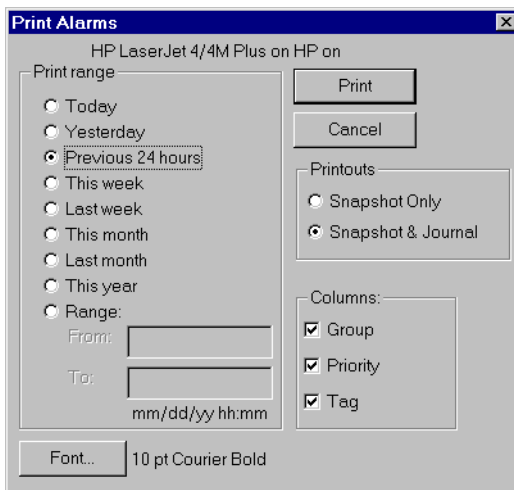 Print Alarms
HP LaserJet 4/4M Plus on HP on
Print range
Today
Yesterday
Previous 24 hours
This week
Last week
This month
Last month
This year
Range:
From:
To:
mm/dd/yy hh:mm
Print
Cancel
Printouts
Snapshot Only
Snapshot & Journal
Columns:
Group
Priority
Tag
Font...
10 pt Courier Bold